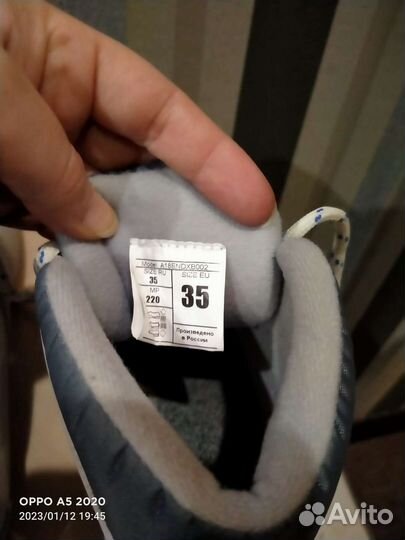 Model: A18ENDXB002
SIZE RU
SIZE EU
35
35
MP
220
Произведено
в России
OPPO A5 2020
2023/01/12 19:45
Avito